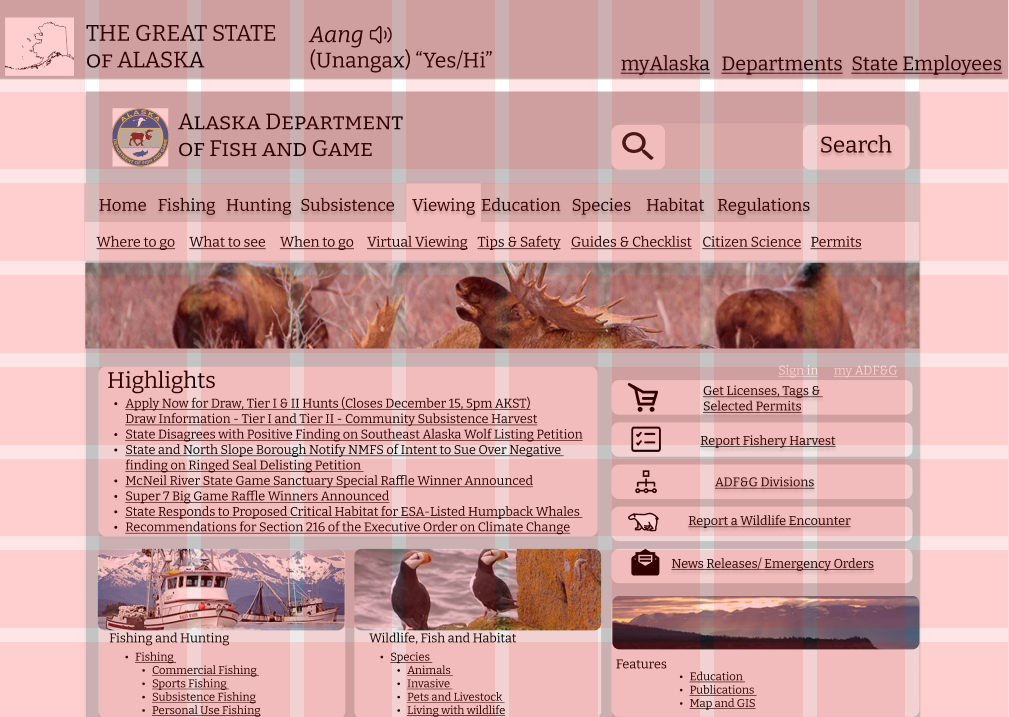 THE GREAT STATE
OF ALASKA
Aang
(Unangax) “Yes/Hi”
myAlaska Departments State Employees
ALASKA DEPARTMENT
OF FISH AND GAME
Search
Home Fishing Hunting Subsistence Viewing Education Species Habitat Regulations
Where to go What to see When to go Virtual Viewing Tips & Safety Guides & Checklist Citizen Science Permits
Sign in my ADF&G
Highlights
• Apply Now for Draw, Tier I & II Hunts (Closes December 15, 5pm AKST)
Draw Information - Tier I and Tier II - Community Subsistence Harvest
• State Disagrees with Positive Finding on Southeast Alaska Wolf Listing Petition
• State and North Slope Borough Notify NMFS of Intent to Sue Over Negative
finding on Ringed Seal Delisting Petition
• McNeil River State Game Sanctuary Special Raffle Winner Announced
• Super 7 Big Game Raffle Winners Announced
• State Responds to Proposed Critical Habitat for ESA-Listed Humpback Whales
• Recommendations for Section 216 of the Executive Order on Climate Change
Get Licenses, Tags &
Selected Permits
Report Fishery Harvest
ADF&G Divisions
Report a Wildlife Encounter
News Releases/ Emergency Orders
Fishing and Hunting
• Fishing
• Commercial Fishing
• Sports Fishing
• Subsistence Fishing
• Personal Use Fishing
Wildlife, Fish and Habitat
• Species
• Animals
• Invasive
• Pets and Livestock
• Living with wildlife
Features
• Education
• Publications
• Map and GIS